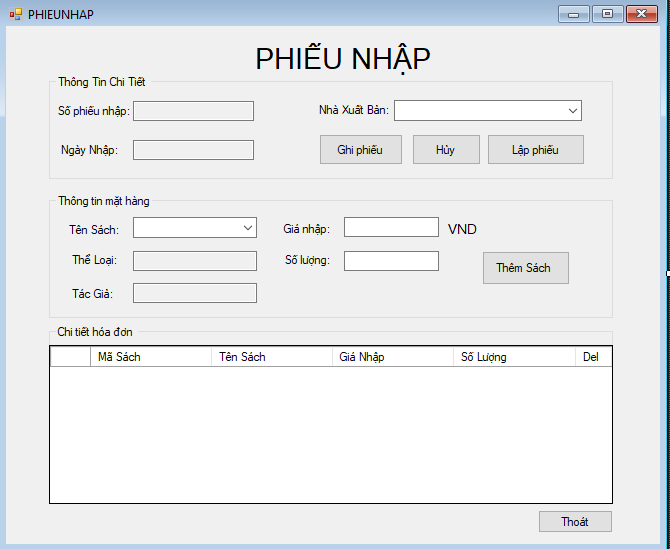 PHIEUNHAP
PHIẾU NHẬP
Thông Tin Chi Tiết
Số phiếu nhập:
Nhà Xuất Bản:
Ngày Nhập:
Ghi phiếu
Hủy
Lập phiếu
Thông tin mặt hàng
Tên Sách:
Giá nhập:
VND
Thể Loại:
Số lượng:
Thêm Sách
Tác Giả:
Chi tiết hóa đơn
Mã Sách Tên Sách Giá Nhập Số Lượng Del
Thoát